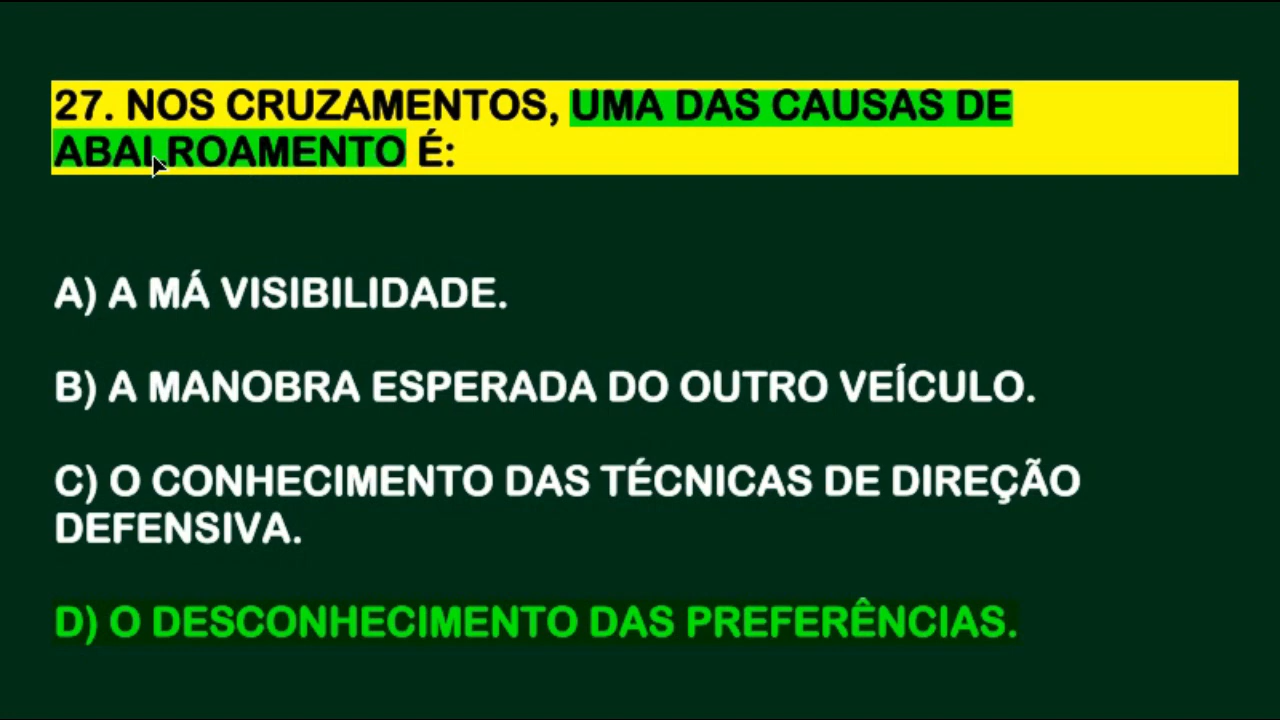 27. NOS CRUZAMENTOS, UMA DAS CAUSAS DE
ABALROAMENTO É:
A) A MÁ VISIBILIDADE.
B) A MANOBRA ESPERADA DO OUTRO VEÍCULO.
C) O CONHECIMENTO DAS TÉCNICAS DE DIREÇÃO
DEFENSIVA.
D) O DESCONHECIMENTO DAS PREFERÊNCIAS.